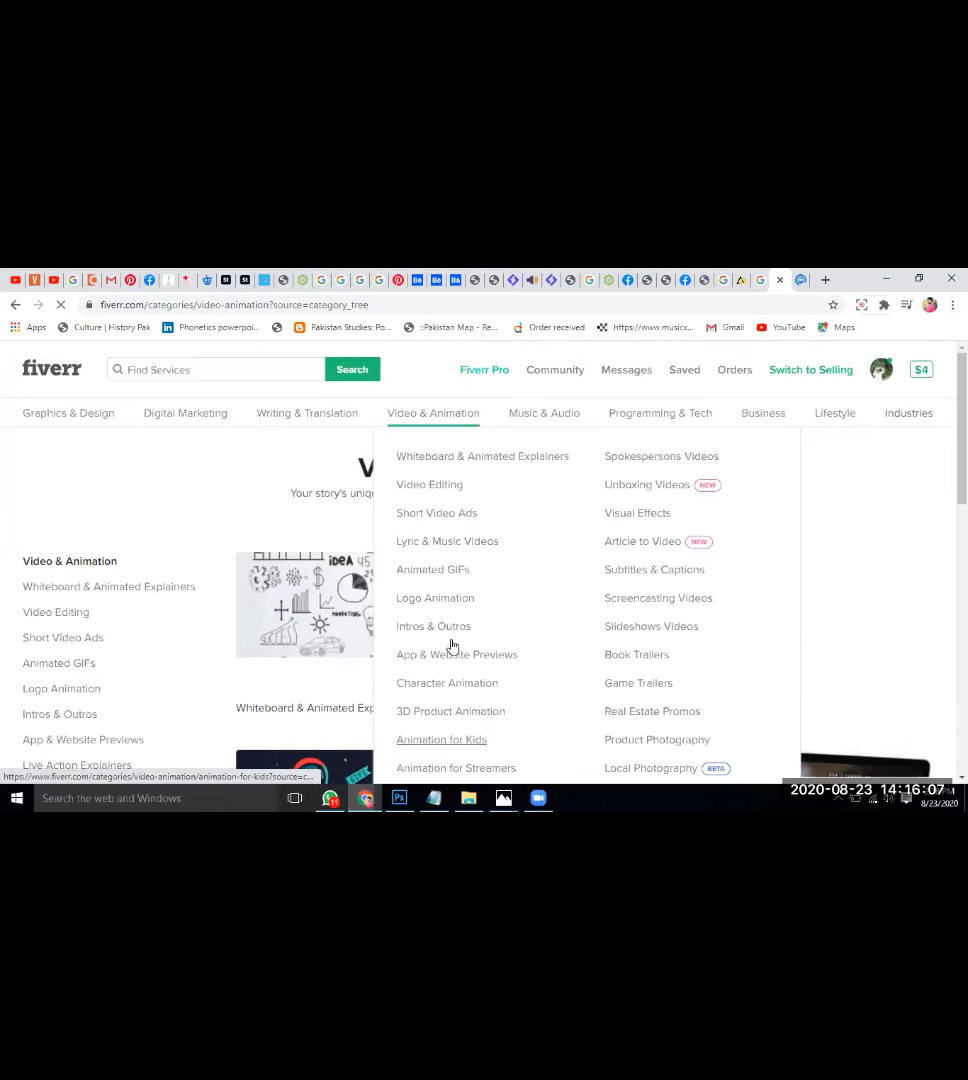 fiverr.com/categories/video-animation?source=category_tree
Apps Culture | History Pak Phonetics powerpoi... Pakistan Studies: Po... ::Pakistan Map - Re... Order received https://www.musicx... Gmail YouTube Maps
fiverr Find Services Search Fiverr Pro Community Messages Saved Orders Switch to Selling $4
Graphics & Design Digital Marketing Writing & Translation Video & Animation Music & Audio Programming & Tech Business Lifestyle Industries
V
Your story's uniq
Whiteboard & Animated Explainers Spokespersons Videos
Video Editing Unboxing Videos NEW
Short Video Ads Visual Effects
Lyric & Music Videos Article to Video NEW
Animated GIFs Subtitles & Captions
Logo Animation Screencasting Videos
Intros & Outros Slideshows Videos
App & Website Previews Book Trailers
Character Animation Game Trailers
3D Product Animation Real Estate Promos
Animation for Kids Product Photography
Animation for Streamers Local Photography BETA
Video & Animation
Whiteboard & Animated Explainers
Video Editing
Short Video Ads
Animated GIFs
Logo Animation
Intros & Outros
App & Website Previews
Live Action Explainers
iDEA 45
Whiteboard & Animated Exp
https://www.fiverr.com/categories/video-animation/animation-for-kids?source=c...
Search the web and Windows
11
2020-08-23 14:16:07
8/23/2020